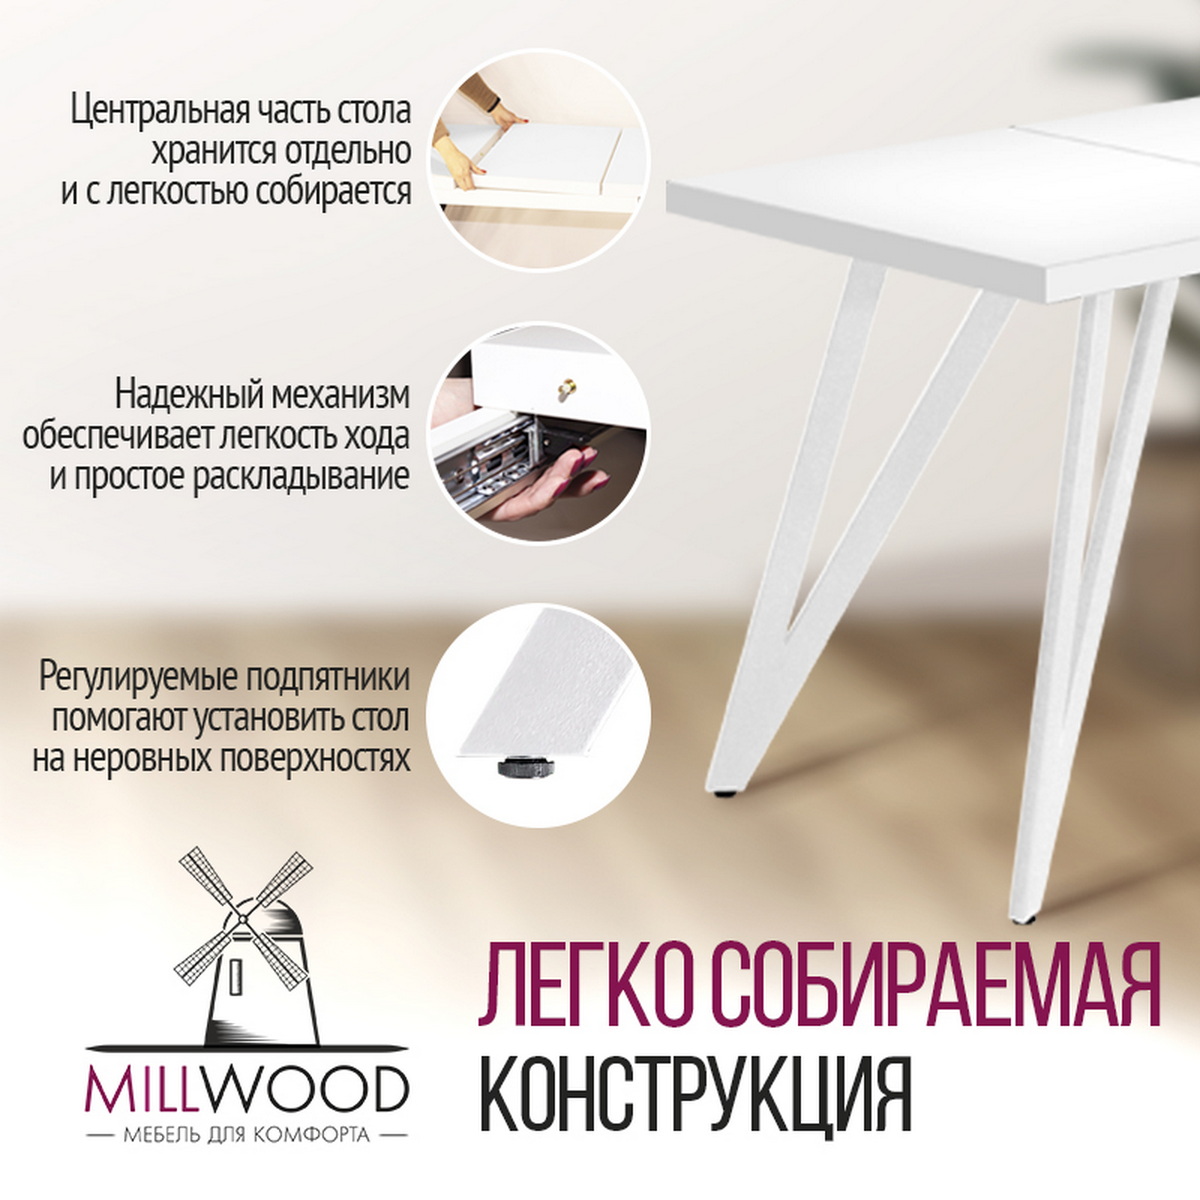 Центральная часть стола
хранится отдельно
и с легкостью собирается
Надежный механизм
обеспечивает легкость хода
и простое раскладывание
Регулируемые подпятники
помогают установить стол
на неровных поверхностях
MILLWOOD
МЕБЕЛЬ ДЛЯ КОМФОРТА
ЛЕГКО СОБИРАЕМАЯ
КОНСТРУКЦИЯ